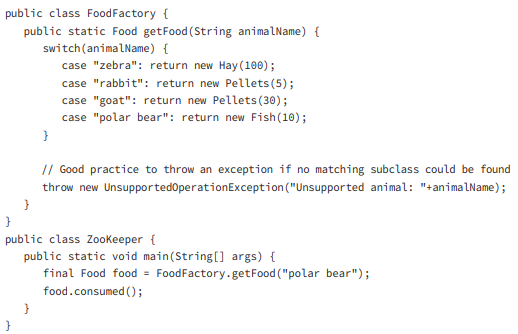 public class FoodFactory {
public static Food getFood(String animalName) {
switch(animalName) {
case "zebra": return new Hay(100);
case "rabbit": return new Pellets(5);
case "goat": return new Pellets(30);
case "polar bear": return new Fish(10);
}
// Good practice to throw an exception if no matching subclass could be found
throw new UnsupportedOperationException("Unsupported animal: "+animalName);
}
}
public class ZooKeeper {
public static void main(String[] args) {
final Food food = FoodFactory.getFood("polar bear");
food.consumed();
}
}